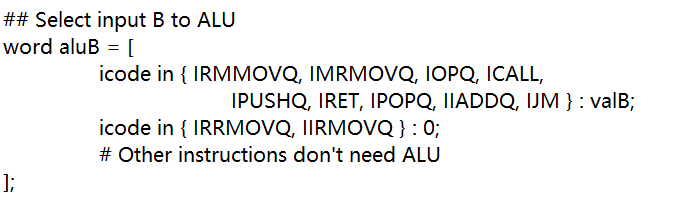 ## Select input B to ALU
word aluB = [
icode in { IRMMOVQ, IMRMOVQ, IOPQ, ICALL,
IPUSHQ, IRET, IPOPQ, IIADDQ, IJM } : valB;
icode in { IRRMOVQ, IIRMOVQ } : 0;
# Other instructions don't need ALU
];